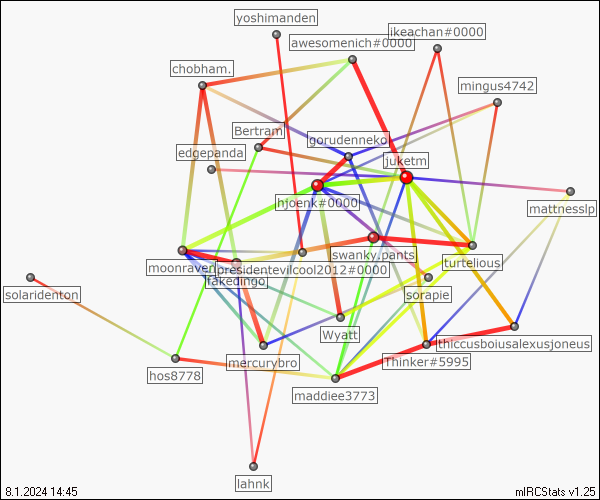 yoshimanden
ikeachan#0000
awesomenich#0000
chobham.
mingus4742
Bertram
gorudenneko
edgepanda
juketm
hjoenk#0000
mattnesslp
swanky.pants
moonraven
presidentevilcool2012#0000
turtelious
fakedingo
sorapie
solaridenton
Wyatt
thiccusboiusalexusjoneus
mercurybro
Thinker#5995
hos8778
maddiee3773
lahnk
8.1.2024 14:45
mIRCStats v1.25